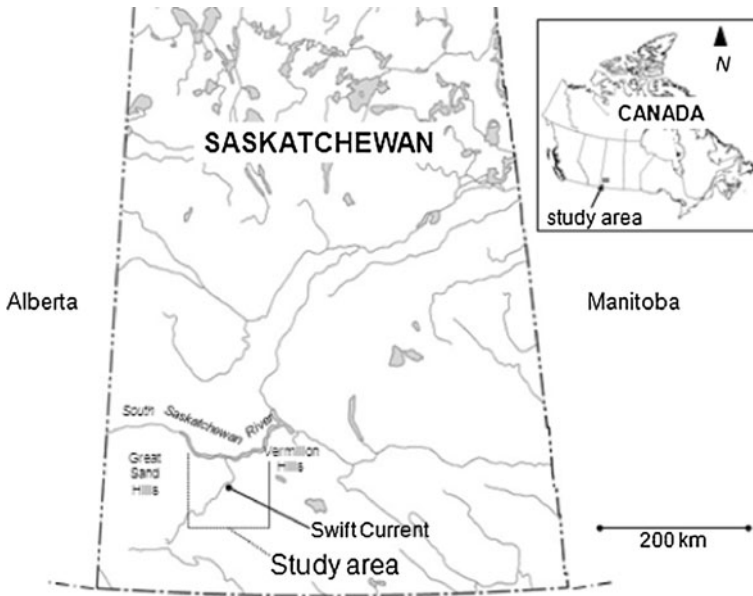 SASKATCHEWAN
N
CANADA
study area
Alberta
Manitoba
South Saskatchewan River
Great
Sand
Hills
Vermilion
Hills
Swift Current
Study area
200 km